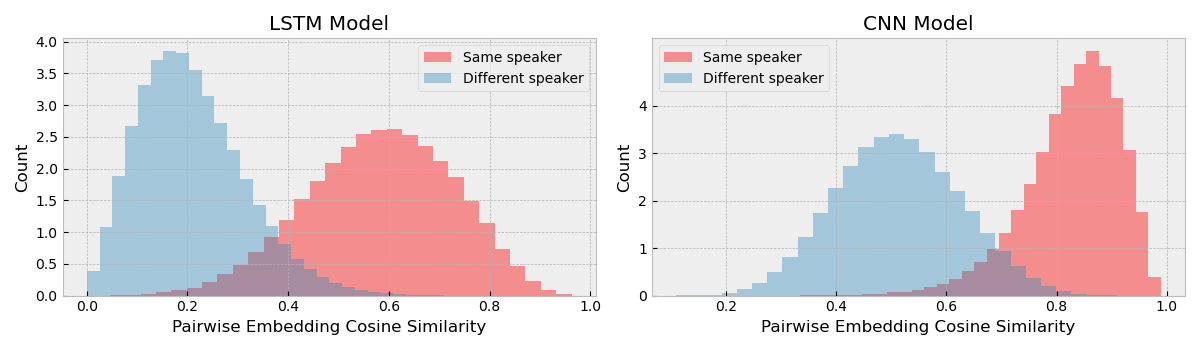 LSTM Model
Count
4.0
3.5
3.0
2.5
2.0
1.5
1.0
0.5
0.0
Same speaker
Different speaker
0.0 0.2 0.4 0.6 0.8 1.0
Pairwise Embedding Cosine Similarity
CNN Model
Count
4
3
2
1
0
Same speaker
Different speaker
0.2 0.4 0.6 0.8 1.0
Pairwise Embedding Cosine Similarity